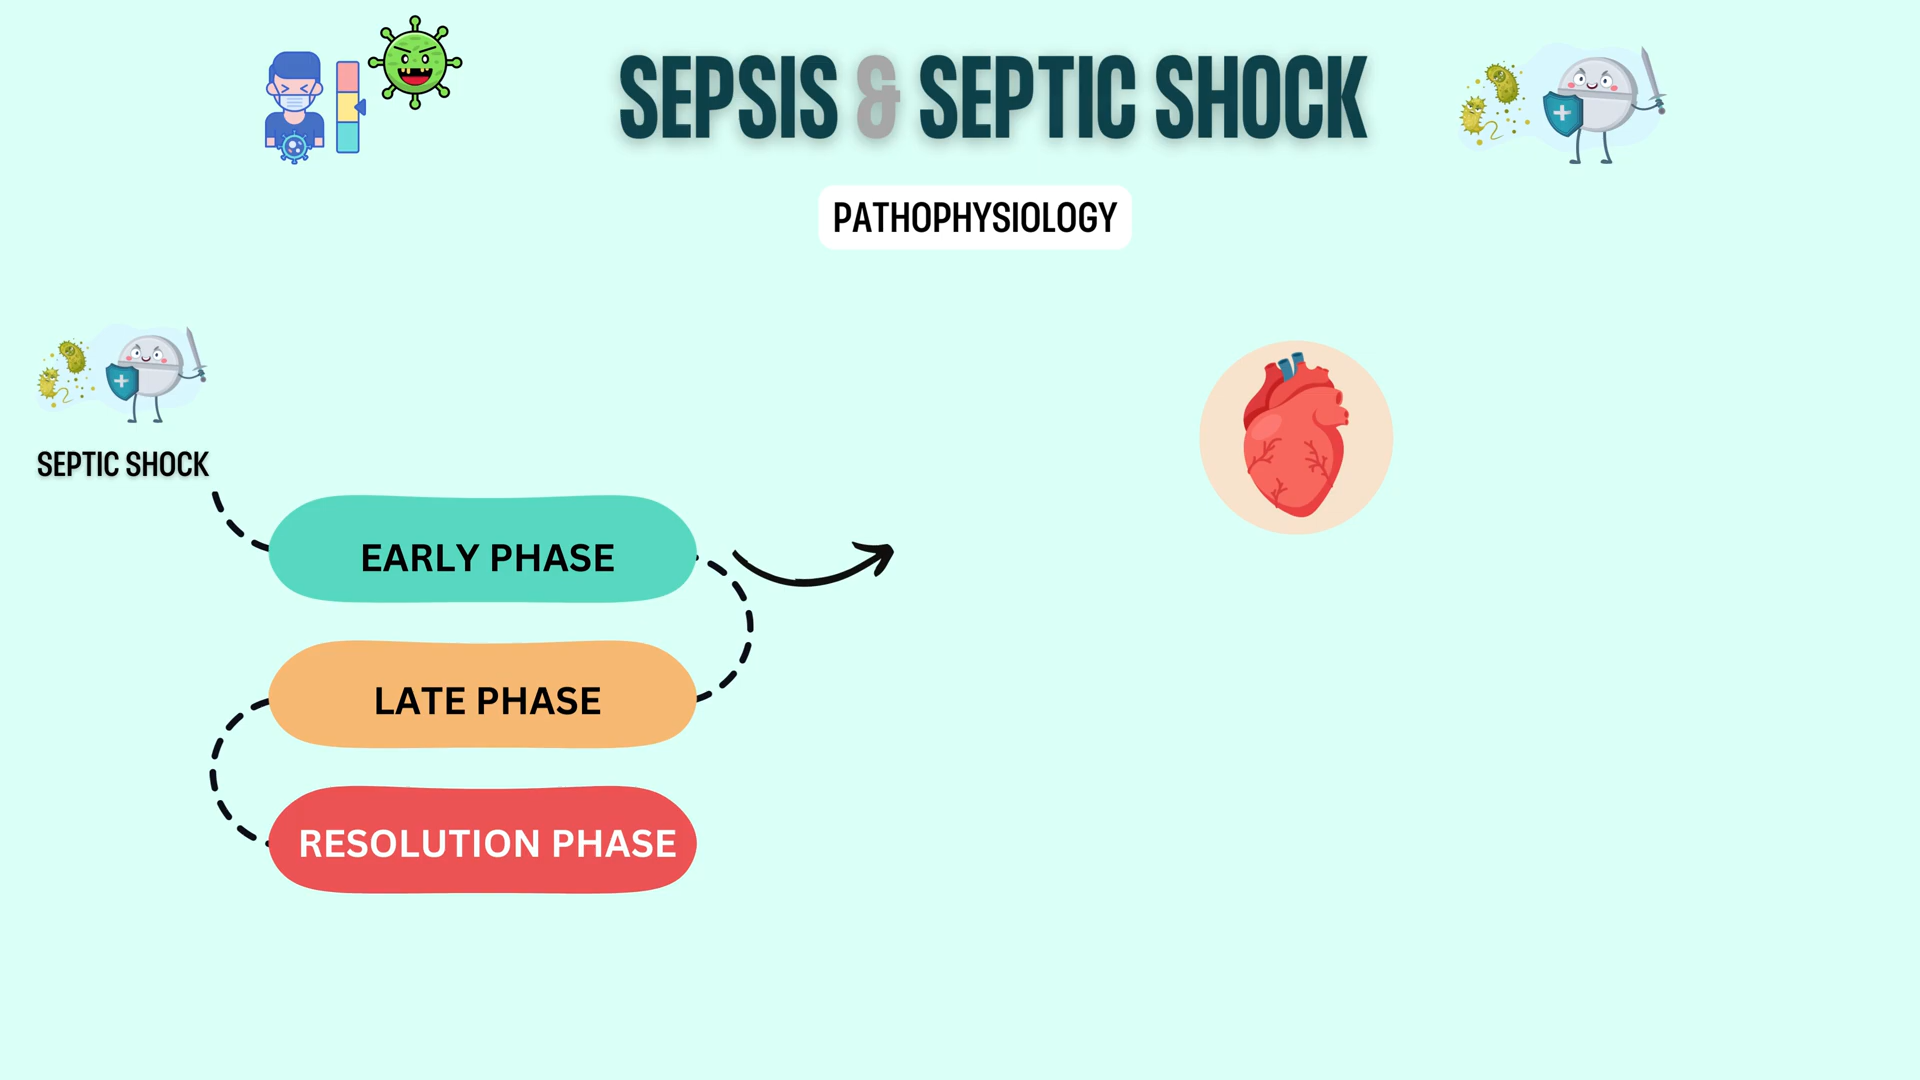 SEPSIS & SEPTIC SHOCK
PATHOPHYSIOLOGY
SEPTIC SHOCK
EARLY PHASE
LATE PHASE
RESOLUTION PHASE